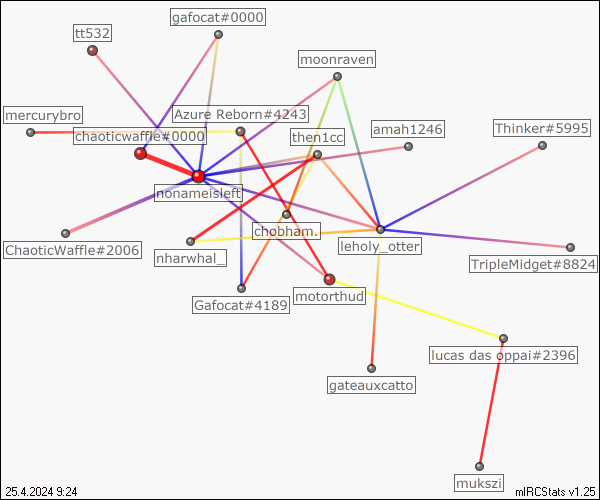 gafocat#0000
tt532
moonraven
mercurybro
Azure Reborn#4243
chaoticwaffle#0000
then1cc
amah1246
Thinker#5995
nonameisleft
chobham.
ChaoticWaffle#2006
nharwhal_
leholy_otter
TripleMidget#8824
Gafocat#4189
motorthud
lucas das oppai#2396
gateauxcatto
mukszi
25.4.2024 9:24
mIRCStats v1.25